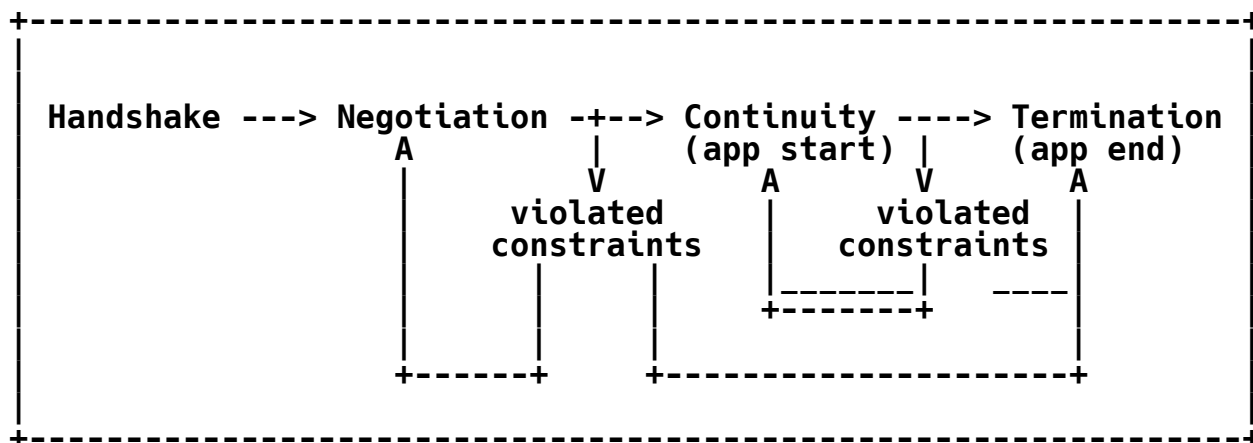 Handshake ---> Negotiation -+--> Continuity ----> Termination
A | (app start) | (app end)
V A V A
violated violated
constraints constraints